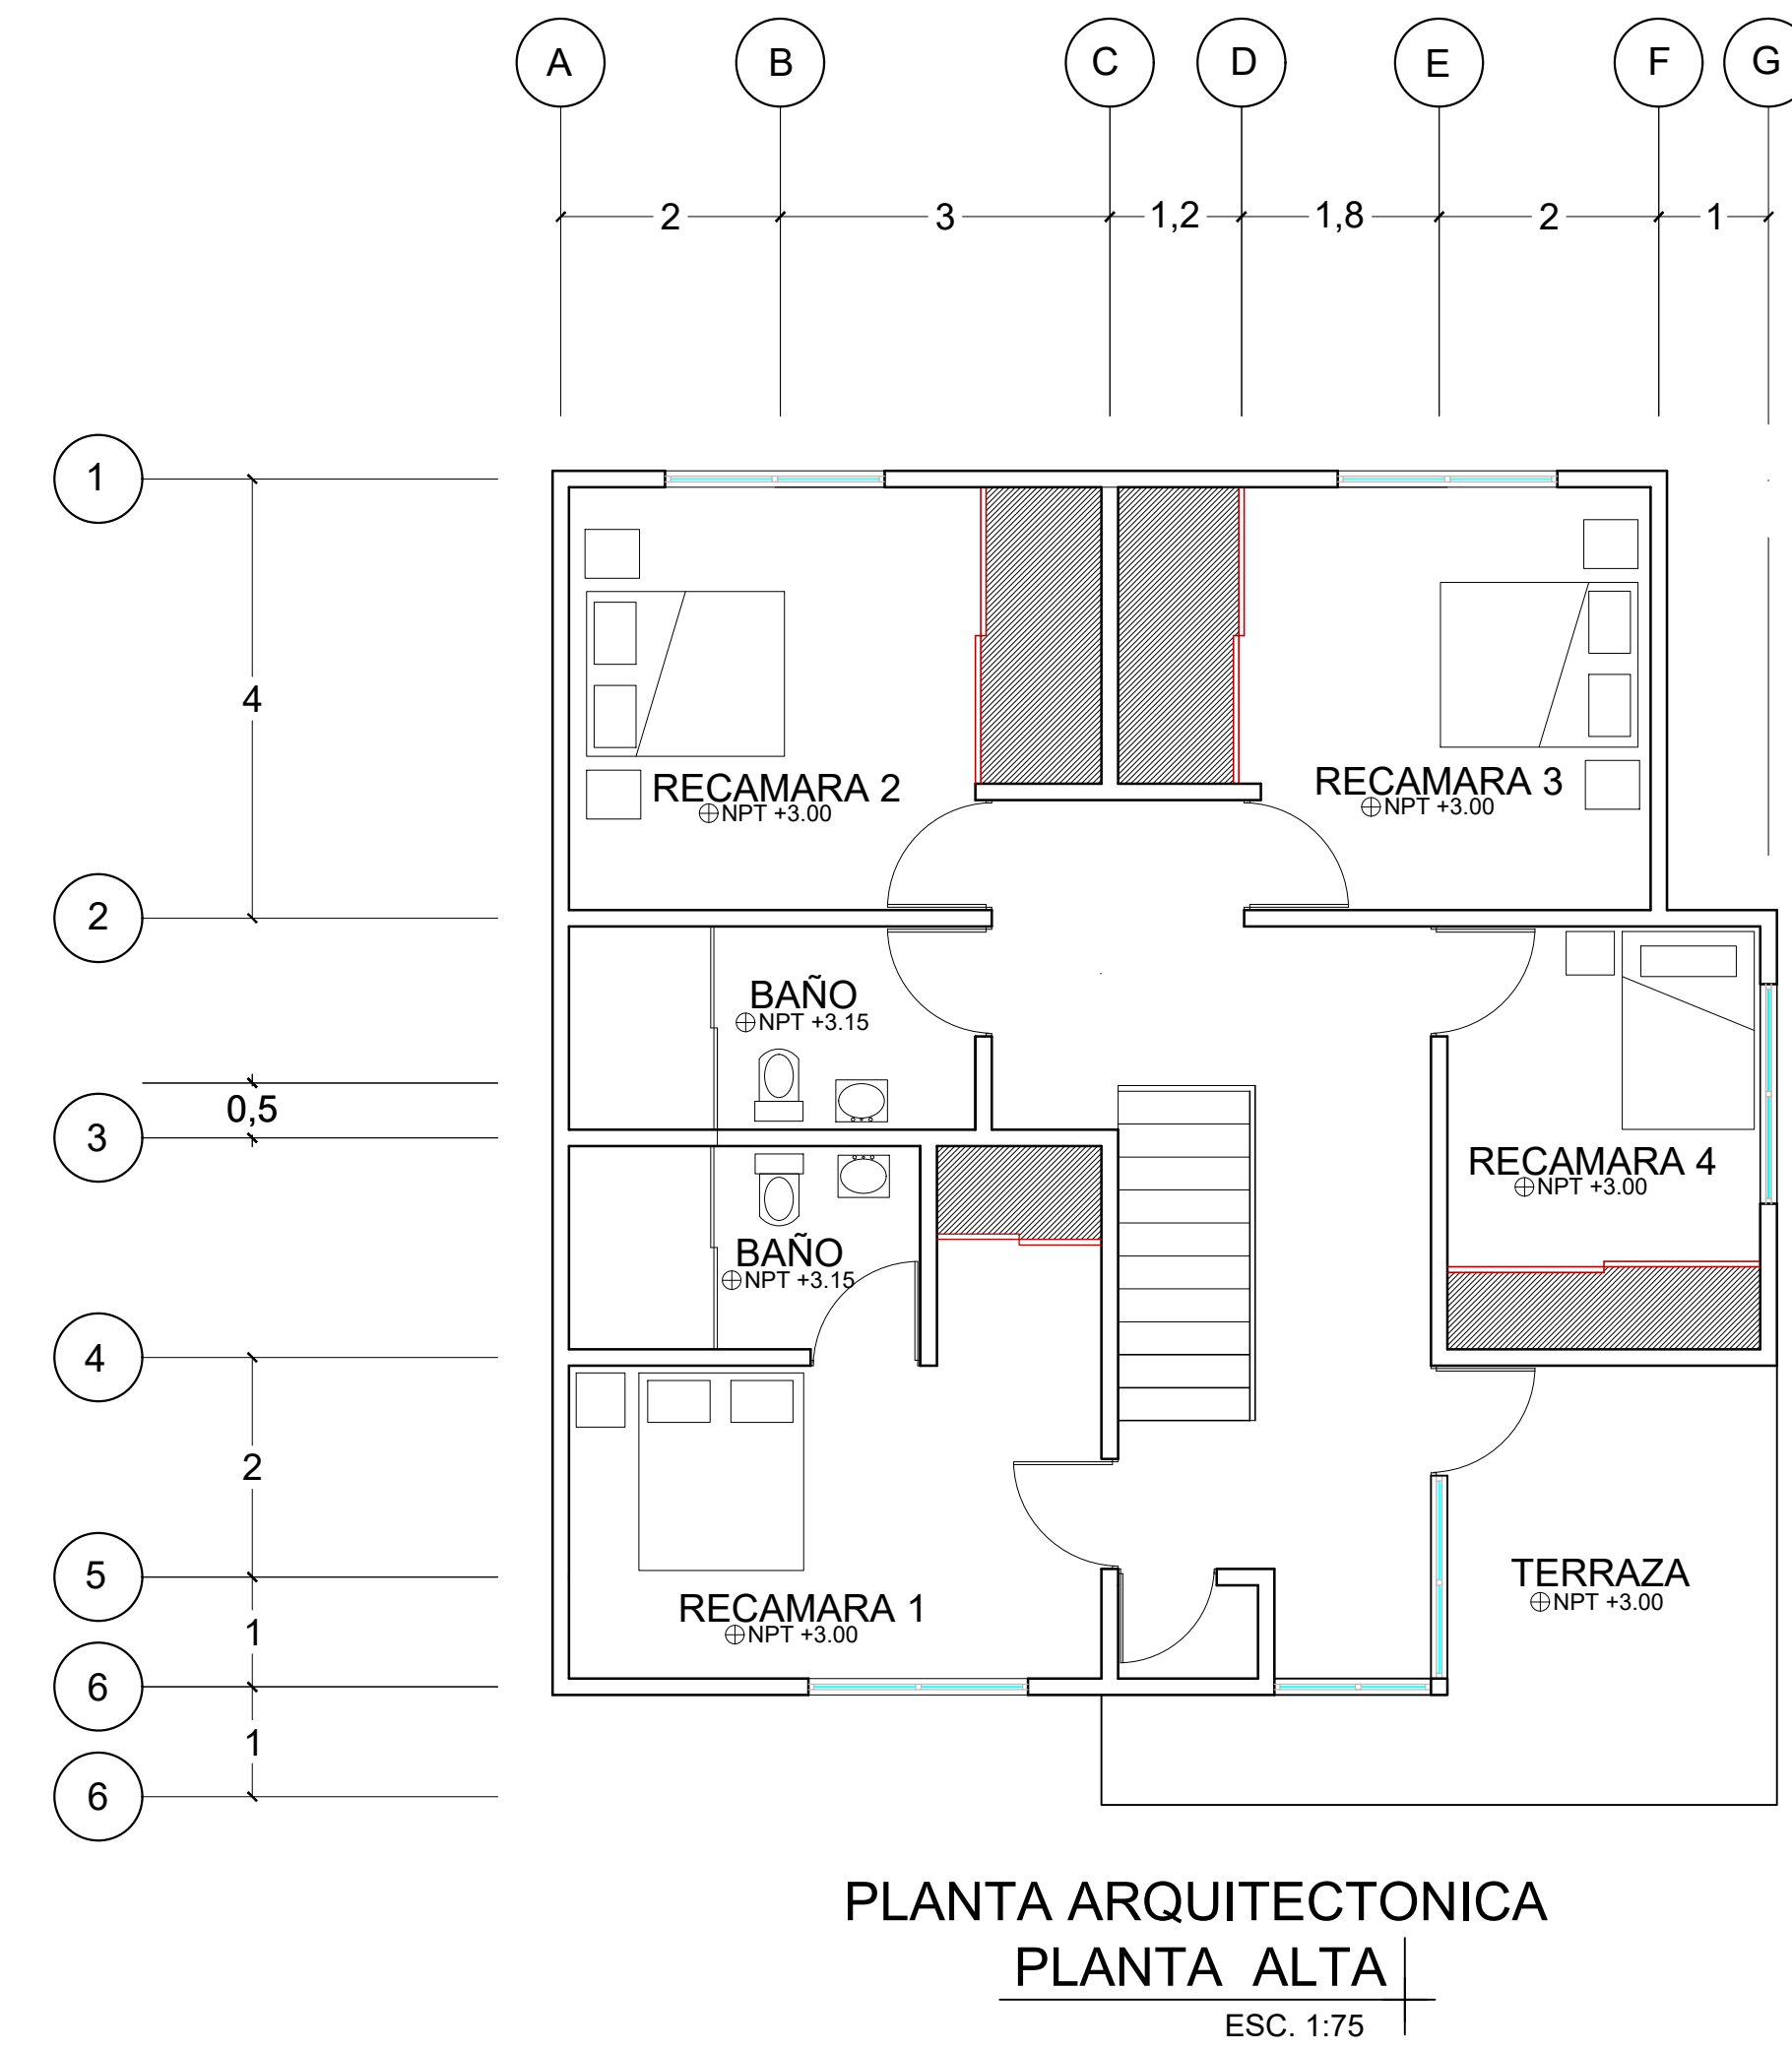 A B C D E F G
2 3 1,2 1,8 2 1
1
4
RECAMARA 2
NPT +3.00
RECAMARA 3
NPT +3.00
2
BAÑO
NPT +3.15
0,5
3
RECAMARA 4
NPT +3.00
BAÑO
NPT +3.15
4
2
5
TERRAZA
NPT +3.00
RECAMARA 1
NPT +3.00
1
6
1
6
PLANTA ARQUITECTONICA
PLANTA ALTA
ESC. 1:75